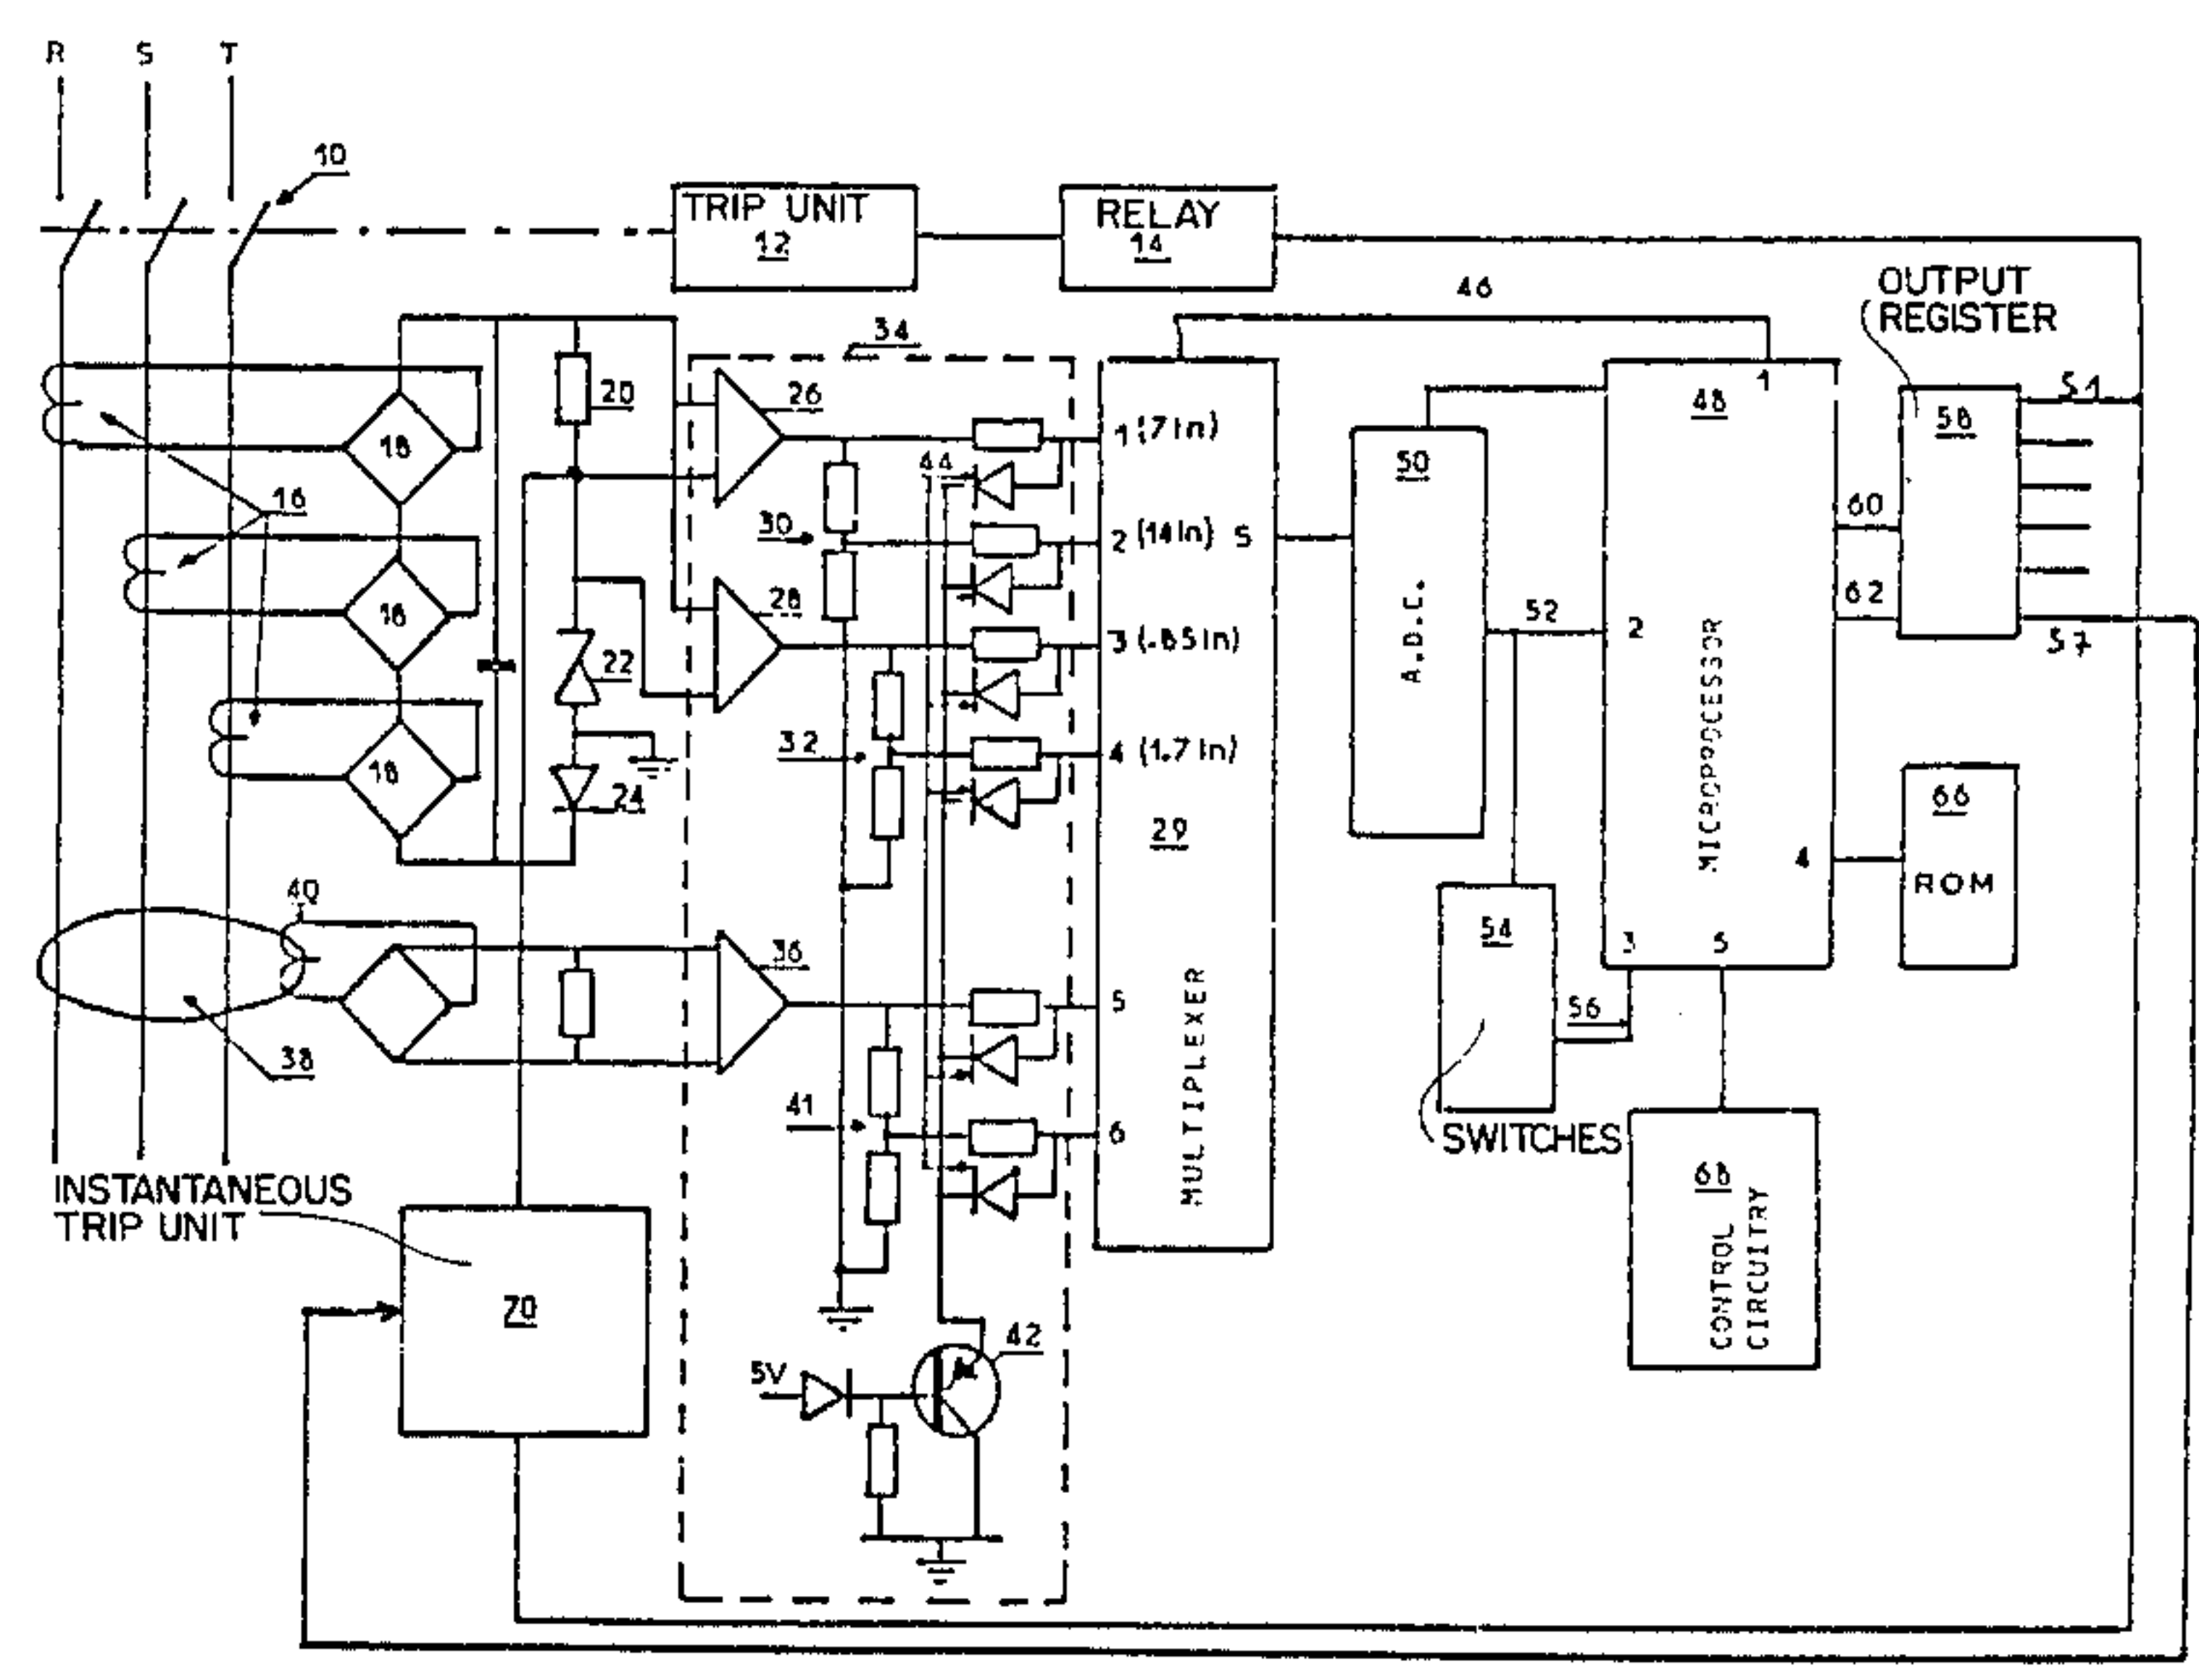 R S T
10
TRIP UNIT
12
RELAY
14
46
OUTPUT
REGISTER
34
20
26
18
16
44
1 (7 In)
30
2 (14 In) S
18
28
22
3 (.85 In)
32
4 (1.7 In)
18
24
29
MULTIPLEXER
50
A.D.C.
52
48
1
2
MICROPROCESSOR
58
51
60
62
57
66
ROM
4
3
5
54
56
SWITCHES
68
CONTROL
CIRCUITRY
40
36
38
5
41
6
INSTANTANEOUS
TRIP UNIT
70
5V
42